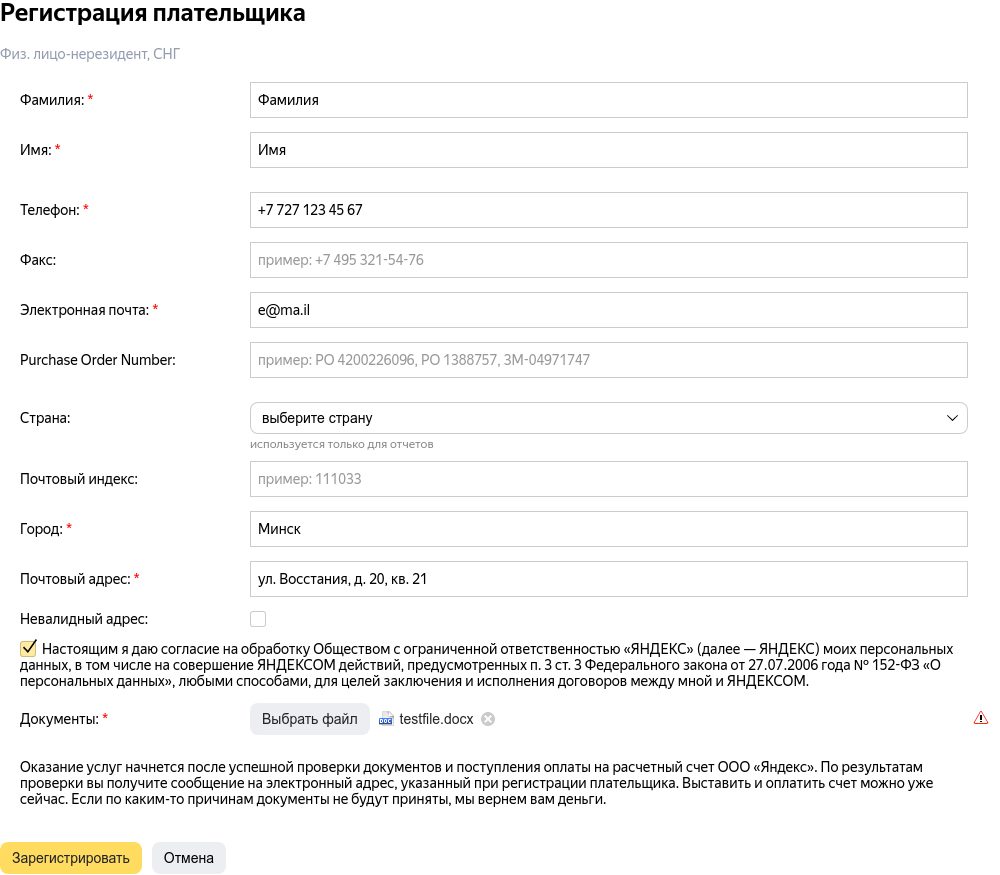 Регистрация плательщика
Физ. лицо-нерезидент, СНГ
Фамилия: *
Фамилия
Имя: *
Имя
Телефон: *
+7 727 123 45 67
Факс:
пример: +7 495 321-54-76
Электронная почта: *
e@ma.il
Purchase Order Number:
пример: PO 4200226096, PO 1388757, ЗМ-04971747
Страна:
выберите страну
используется только для отчетов
Почтовый индекс:
пример: 111033
Город: *
Минск
Почтовый адрес: *
ул. Восстания, д. 20, кв. 21
Невалидный адрес:
Настоящим я даю согласие на обработку Обществом с ограниченной ответственностью «ЯНДЕКС» (далее — ЯНДЕКС) моих персональных
данных, в том числе на совершение ЯНДЕКСОМ действий, предусмотренных п. 3 ст. 3 Федерального закона от 27.07.2006 года № 152-ФЗ «О
персональных данных», любыми способами, для целей заключения и исполнения договоров между мной и ЯНДЕКСОМ.
Документы: *
Выбрать файл
testfile.docx
Оказание услуг начнется после успешной проверки документов и поступления оплаты на расчетный счет ООО «Яндекс». По результатам
проверки вы получите сообщение на электронный адрес, указанный при регистрации плательщика. Выставить и оплатить счет можно уже
сейчас. Если по каким-то причинам документы не будут приняты, мы вернем вам деньги.
Зарегистрировать
Отмена